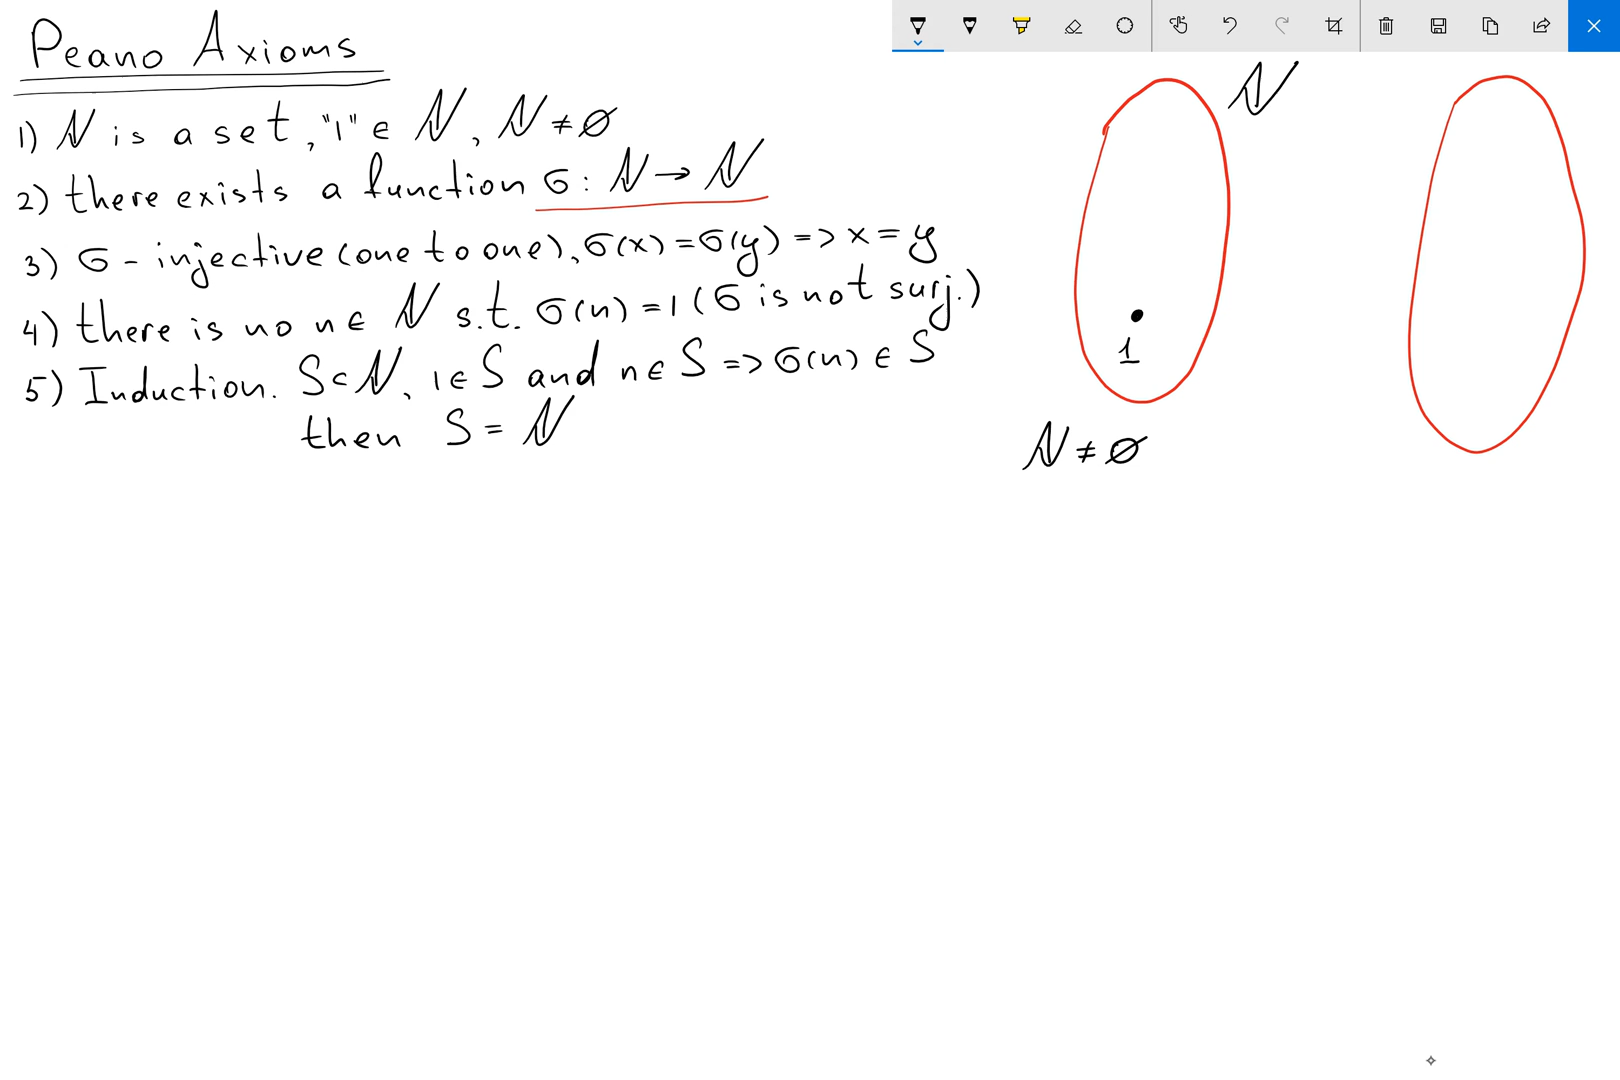 Peano Axioms
1) ℕ is a set, "1" ∈ ℕ, ℕ ≠ ∅
2) there exists a function σ : ℕ → ℕ
3) σ - injective (one to one), σ(x) = σ(y) => x = y
4) there is no n ∈ ℕ s.t. σ(n) = 1 (σ is not surj.)
5) Induction. S ⊂ ℕ, 1 ∈ S and n ∈ S => σ(n) ∈ S
then S = ℕ
ℕ
1
ℕ ≠ ∅